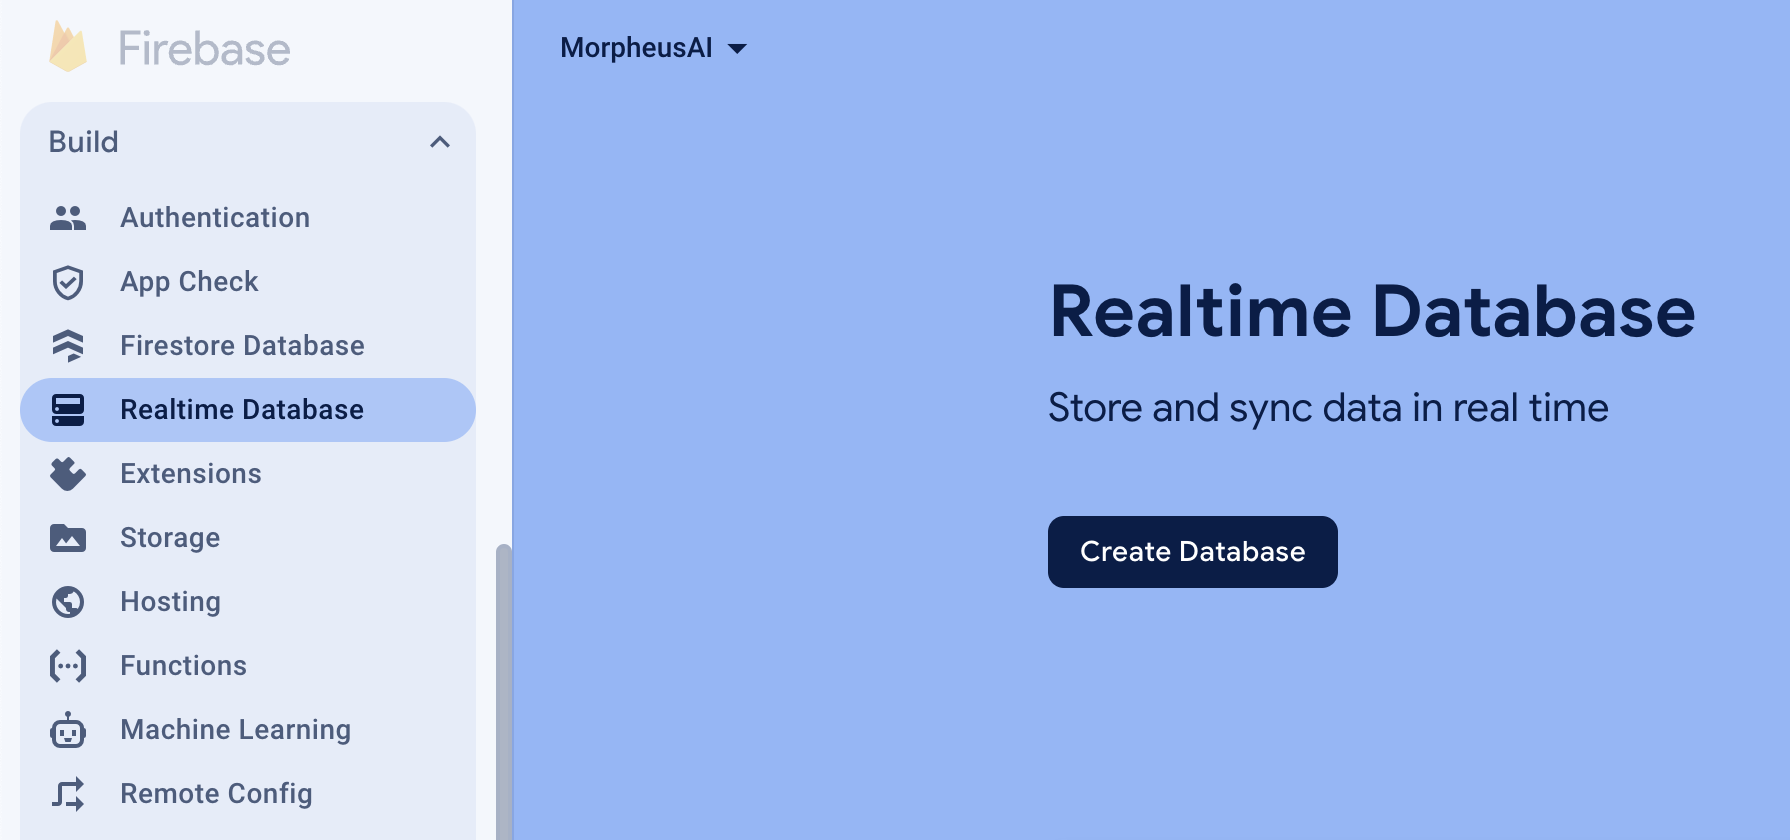 Firebase
Build
Authentication
App Check
Firestore Database
Realtime Database
Extensions
Storage
Hosting
Functions
Machine Learning
Remote Config
MorpheusAI
Realtime Database
Store and sync data in real time
Create Database